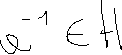 e^{-1} ∈ H